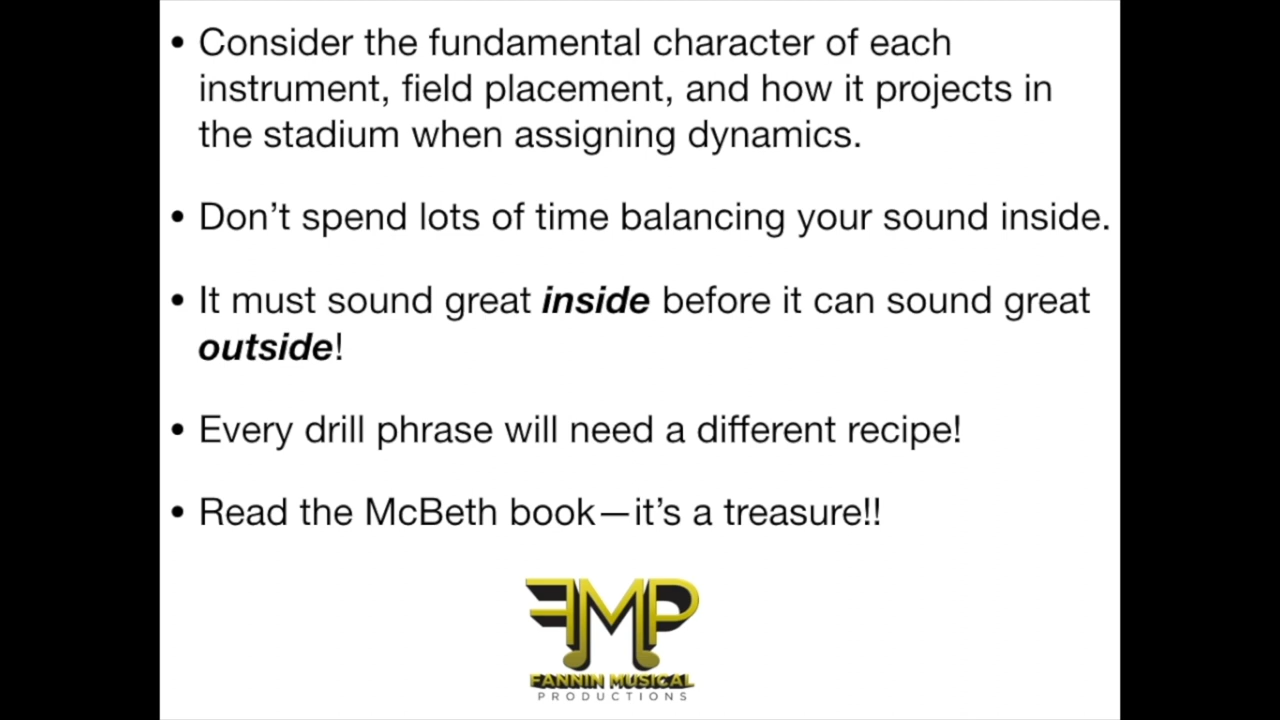 • Consider the fundamental character of each
instrument, field placement, and how it projects in
the stadium when assigning dynamics.
• Don’t spend lots of time balancing your sound inside.
• It must sound great inside before it can sound great
outside!
• Every drill phrase will need a different recipe!
• Read the McBeth book—it’s a treasure!!
FMP
FANNIN MUSICAL
PRODUCTIONS